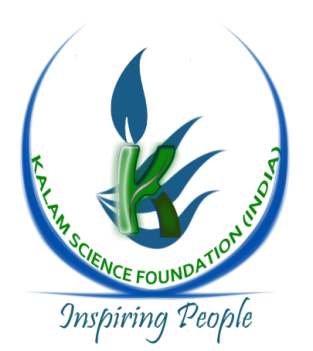 K
KALAM SCIENCE FOUNDATION (INDIA)
Inspiring People